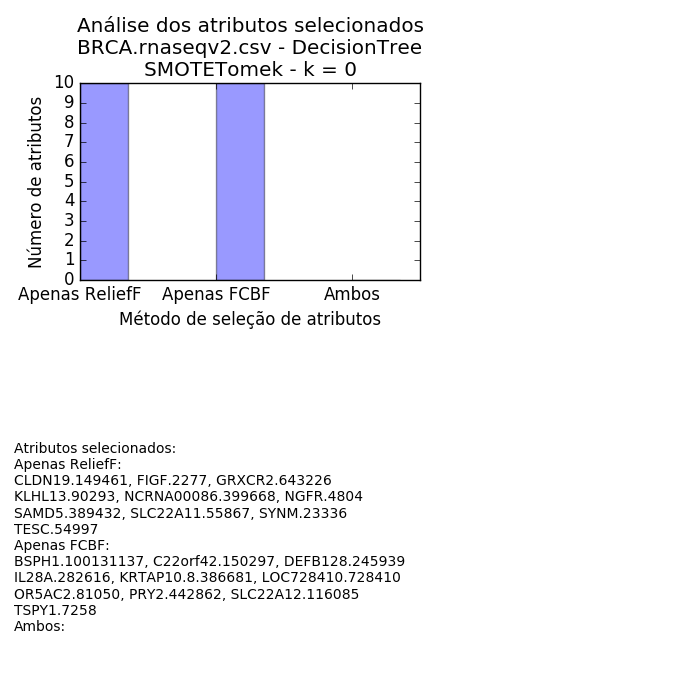 Análise dos atributos selecionados
BRCA.rnaseqv2.csv - DecisionTree
SMOTETomek - k = 0
10
9
8
7
6
5
4
3
2
1
0
Número de atributos
Apenas ReliefF
Apenas FCBF
Ambos
Método de seleção de atributos
Atributos selecionados:
Apenas ReliefF:
CLDN19.149461, FIGF.2277, GRXCR2.643226
KLHL13.90293, NCRNA00086.399668, NGFR.4804
SAMD5.389432, SLC22A11.55867, SYNM.23336
TESC.54997
Apenas FCBF:
BSPH1.100131137, C22orf42.150297, DEFB128.245939
IL28A.282616, KRTAP10.8.386681, LOC728410.728410
OR5AC2.81050, PRY2.442862, SLC22A12.116085
TSPY1.7258
Ambos: